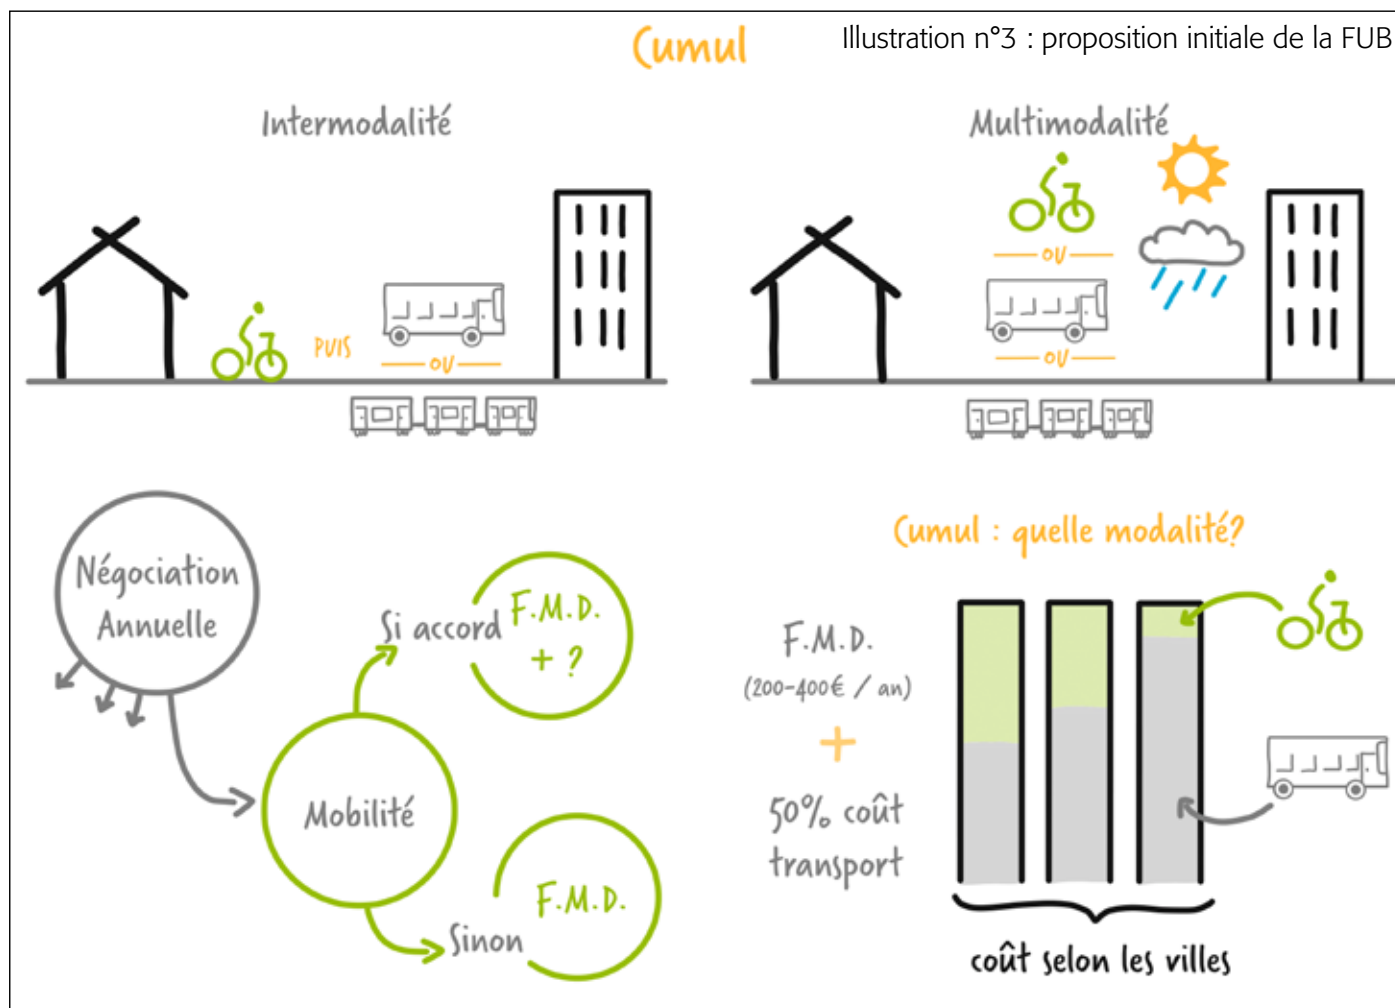 Cumul
Illustration n°3 : proposition initiale de la FUB
Intermodalité
PUIS
OU
Multimodalité
OU
OU
Négociation
Annuelle
Si accord
F.M.D.
+ ?
Mobilité
Sinon
F.M.D.
Cumul : quelle modalité?
F.M.D.
(200-400€ / an)
+
50% coût
transport
coût selon les villes